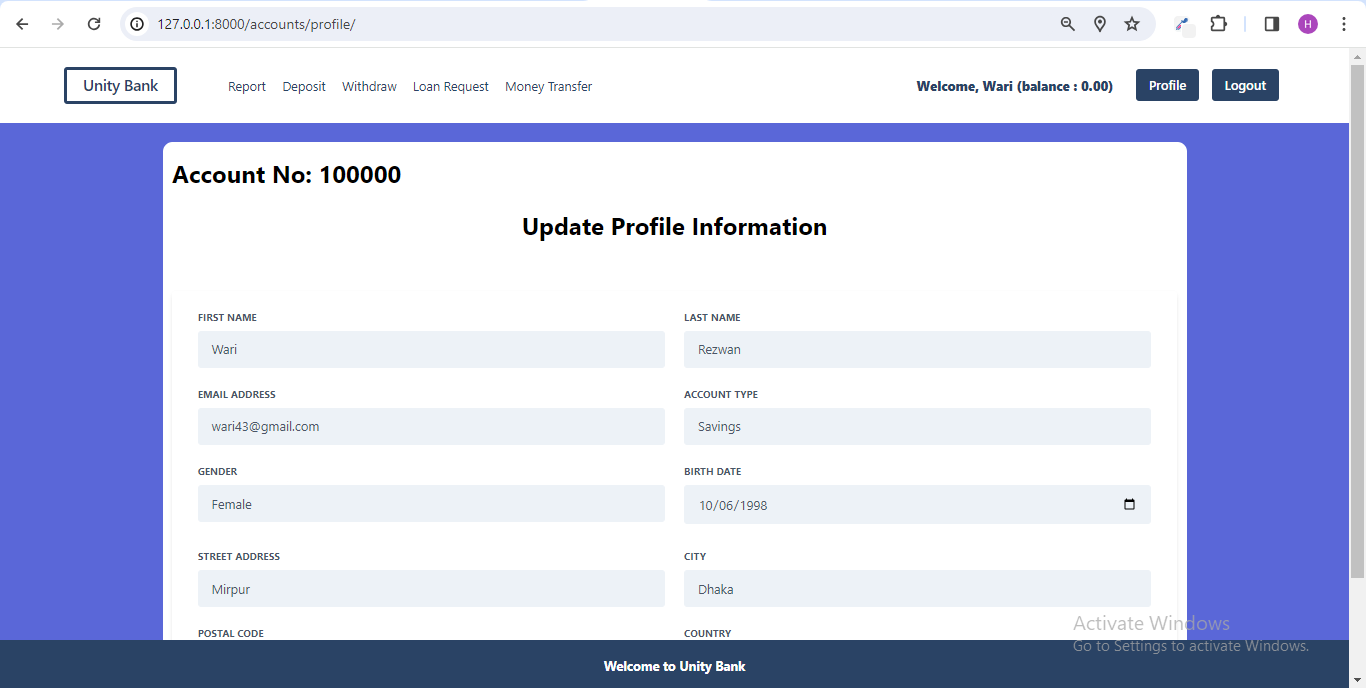 127.0.0.1:8000/accounts/profile/
H
Unity Bank Report Deposit Withdraw Loan Request Money Transfer Welcome, Wari (balance : 0.00) Profile Logout
Account No: 100000
Update Profile Information
FIRST NAME LAST NAME
Wari Rezwan
EMAIL ADDRESS ACCOUNT TYPE
wari43@gmail.com Savings
GENDER BIRTH DATE
Female 10/06/1998
STREET ADDRESS CITY
Mirpur Dhaka
POSTAL CODE COUNTRY
Activate Windows
Go to Settings to activate Windows.
Welcome to Unity Bank